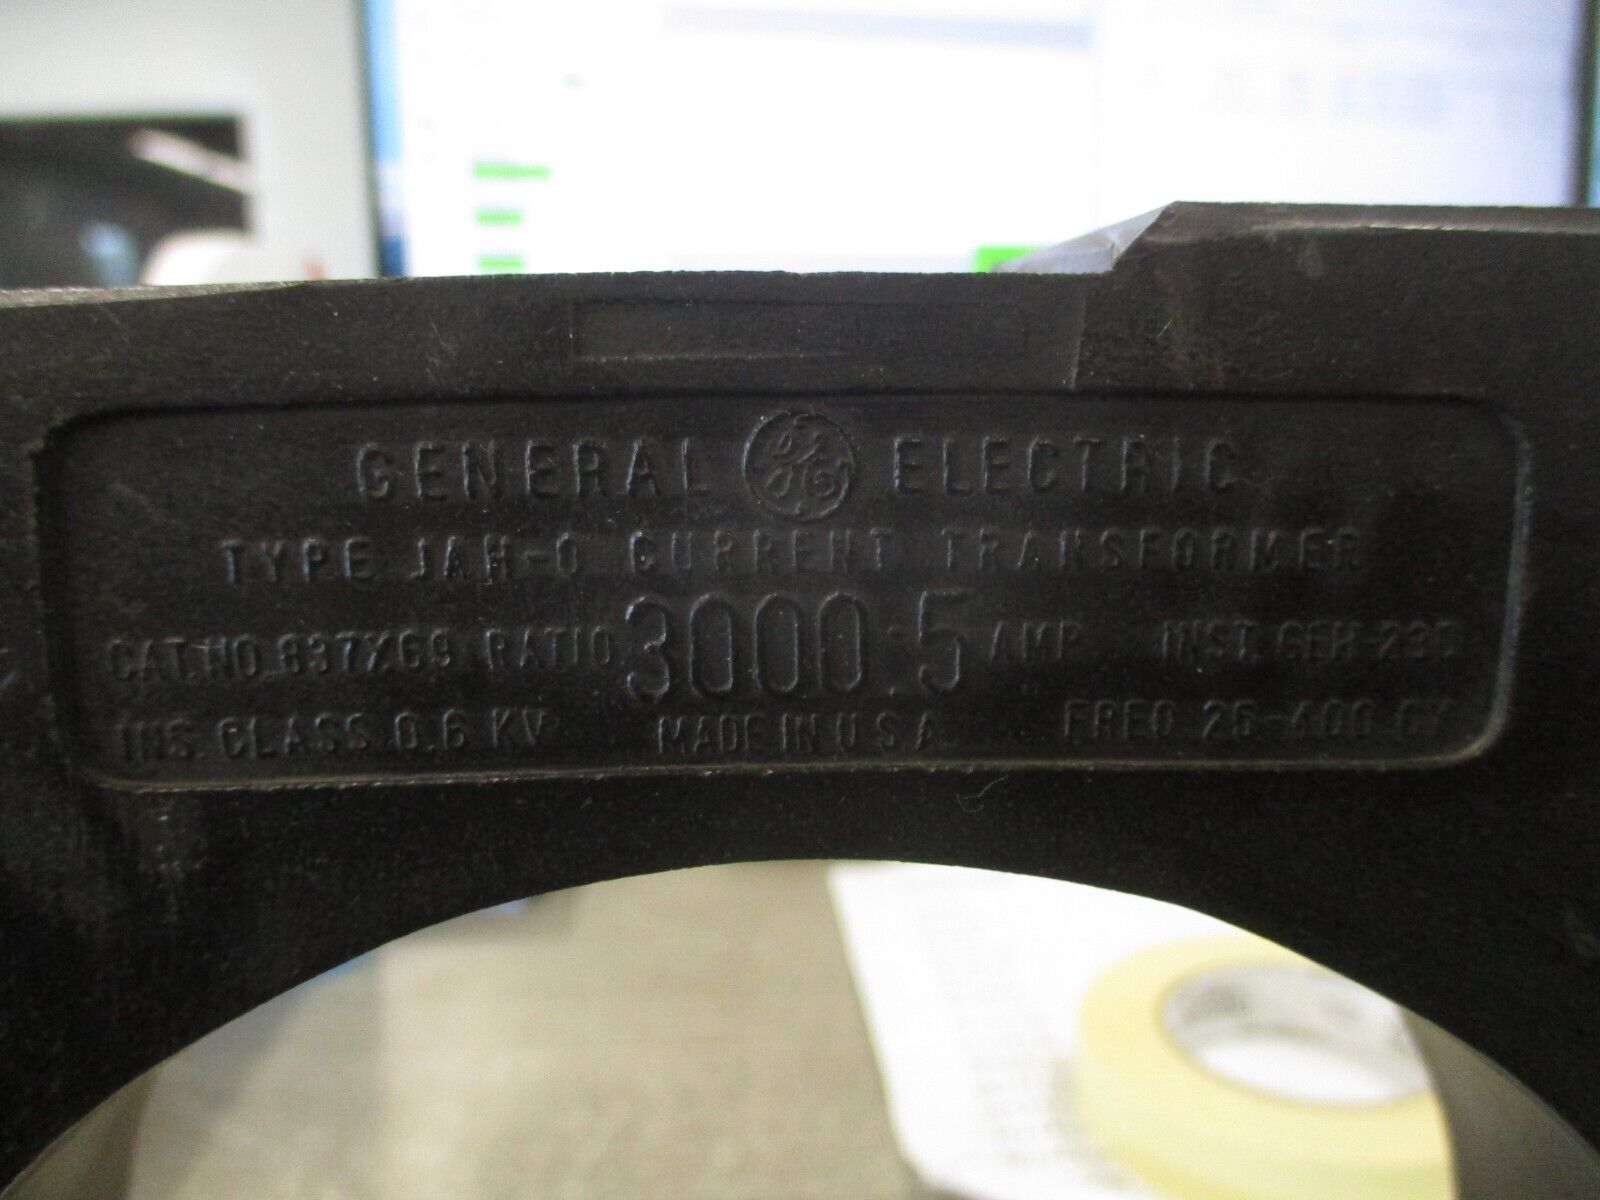 GENERAL GE ELECTRIC
TYPE JAH-0 CURRENT TRANSFORMER
CAT. NO. 637X69 RATIO 3000:5 AMP INST. GEH-230
INS. CLASS 0.6 KV MADE IN U.S.A. FREQ 25-400 CY